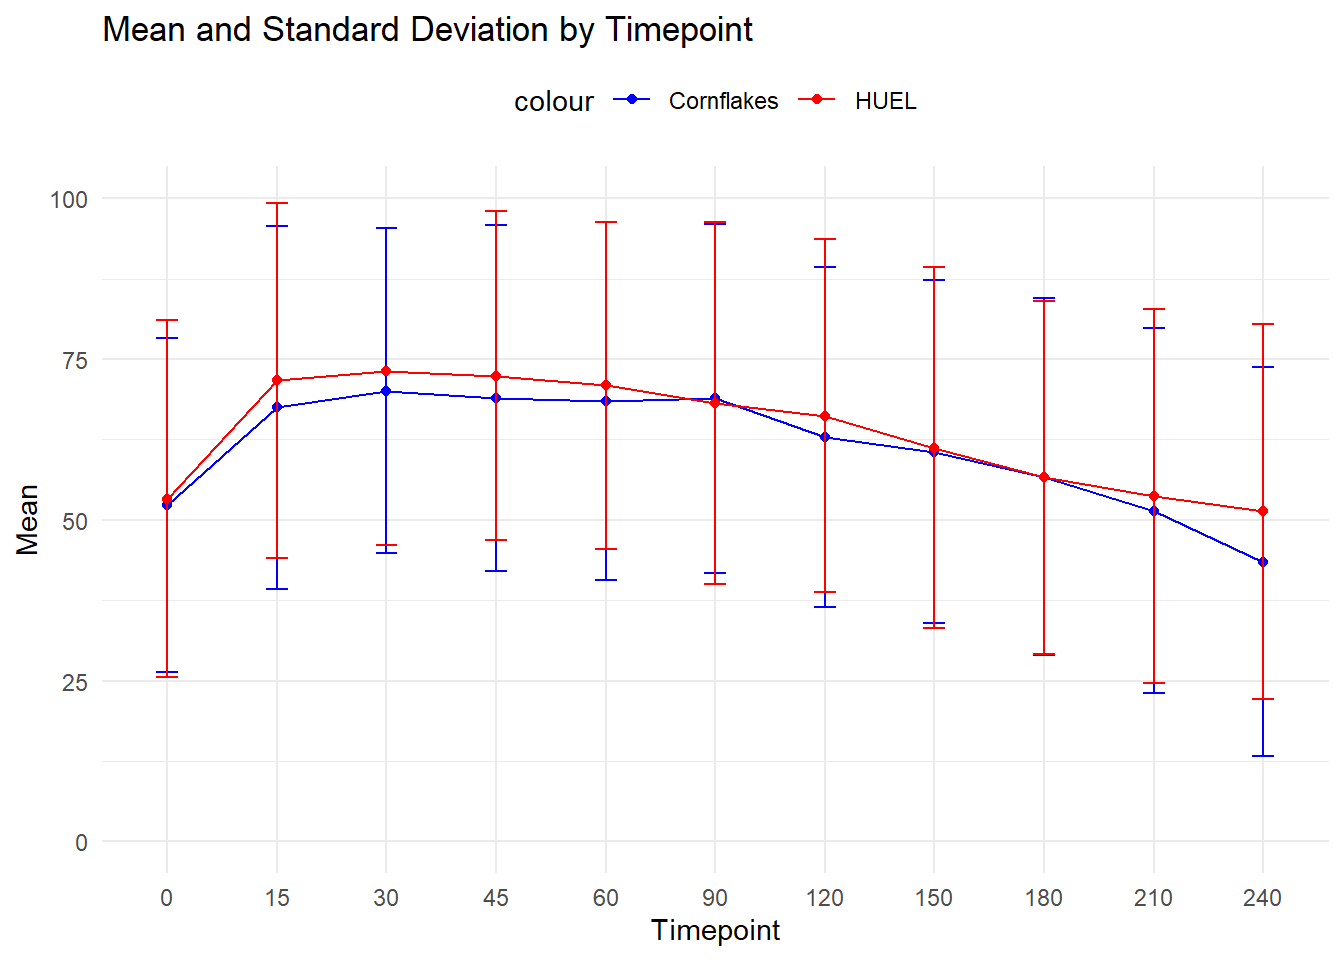 Mean and Standard Deviation by Timepoint
colour Cornflakes HUEL
100
75
50
25
0
Mean
0 15 30 45 60 90 120 150 180 210 240
Timepoint